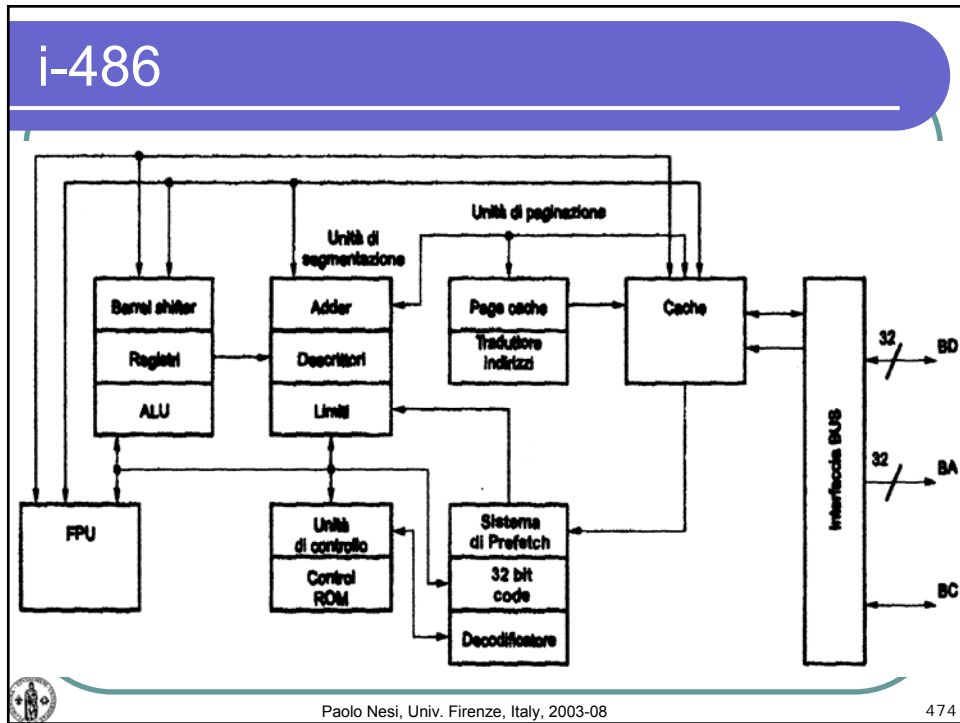 i-486
Unità di paginazione
Unità di
segmentazione
Barrel shifter
Registri
ALU
Adder
Descrittori
Limiti
Page cache
Traduttore
indirizzi
Cache
Interfaccia BUS
32
BD
32
BA
BC
FPU
Unità
di controllo
Control
ROM
Sistema
di Prefetch
32 bit
code
Decodificatore
Paolo Nesi, Univ. Firenze, Italy, 2003-08
474